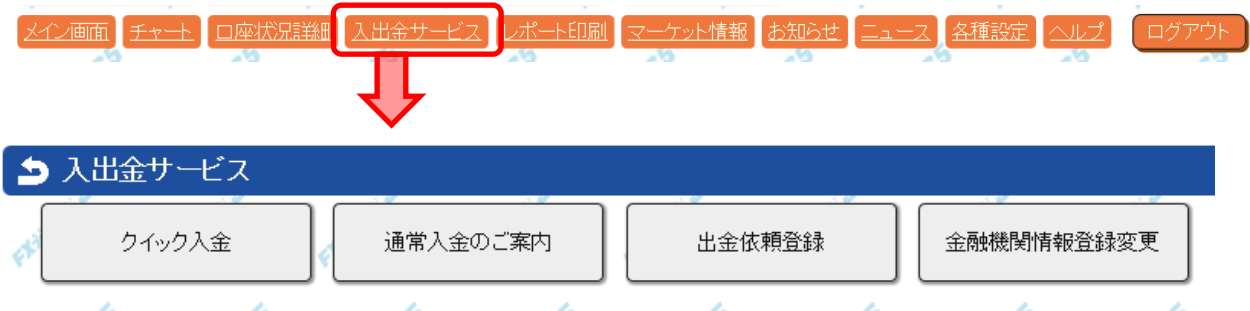 メイン画面 チャート 口座状況詳細 入出金サービス レポート印刷 マーケット情報 お知らせ ニュース 各種設定 ヘルプ ログアウト
入出金サービス
クイック入金 通常入金のご案内 出金依頼登録 金融機関情報登録変更